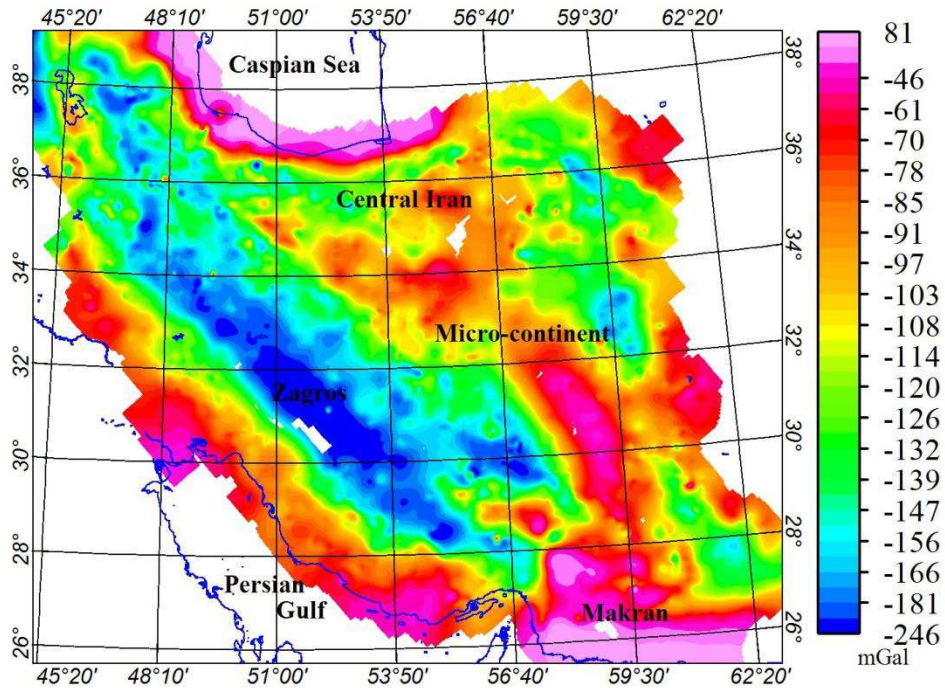 45°20' 48°10' 51°00' 53°50' 56°40' 59°30' 62°20'
38° 38°
36° 36°
34° 34°
32° 32°
30° 30°
28° 28°
26° 26°
Caspian Sea
Central Iran
Micro-continent
Zagros
Persian
Gulf
Makran
45°20' 48°10' 51°00' 53°50' 56°40' 59°30' 62°20'
81
-46
-61
-70
-78
-85
-91
-97
-103
-108
-114
-120
-126
-133
-139
-147
-156
-166
-181
-246
mGal